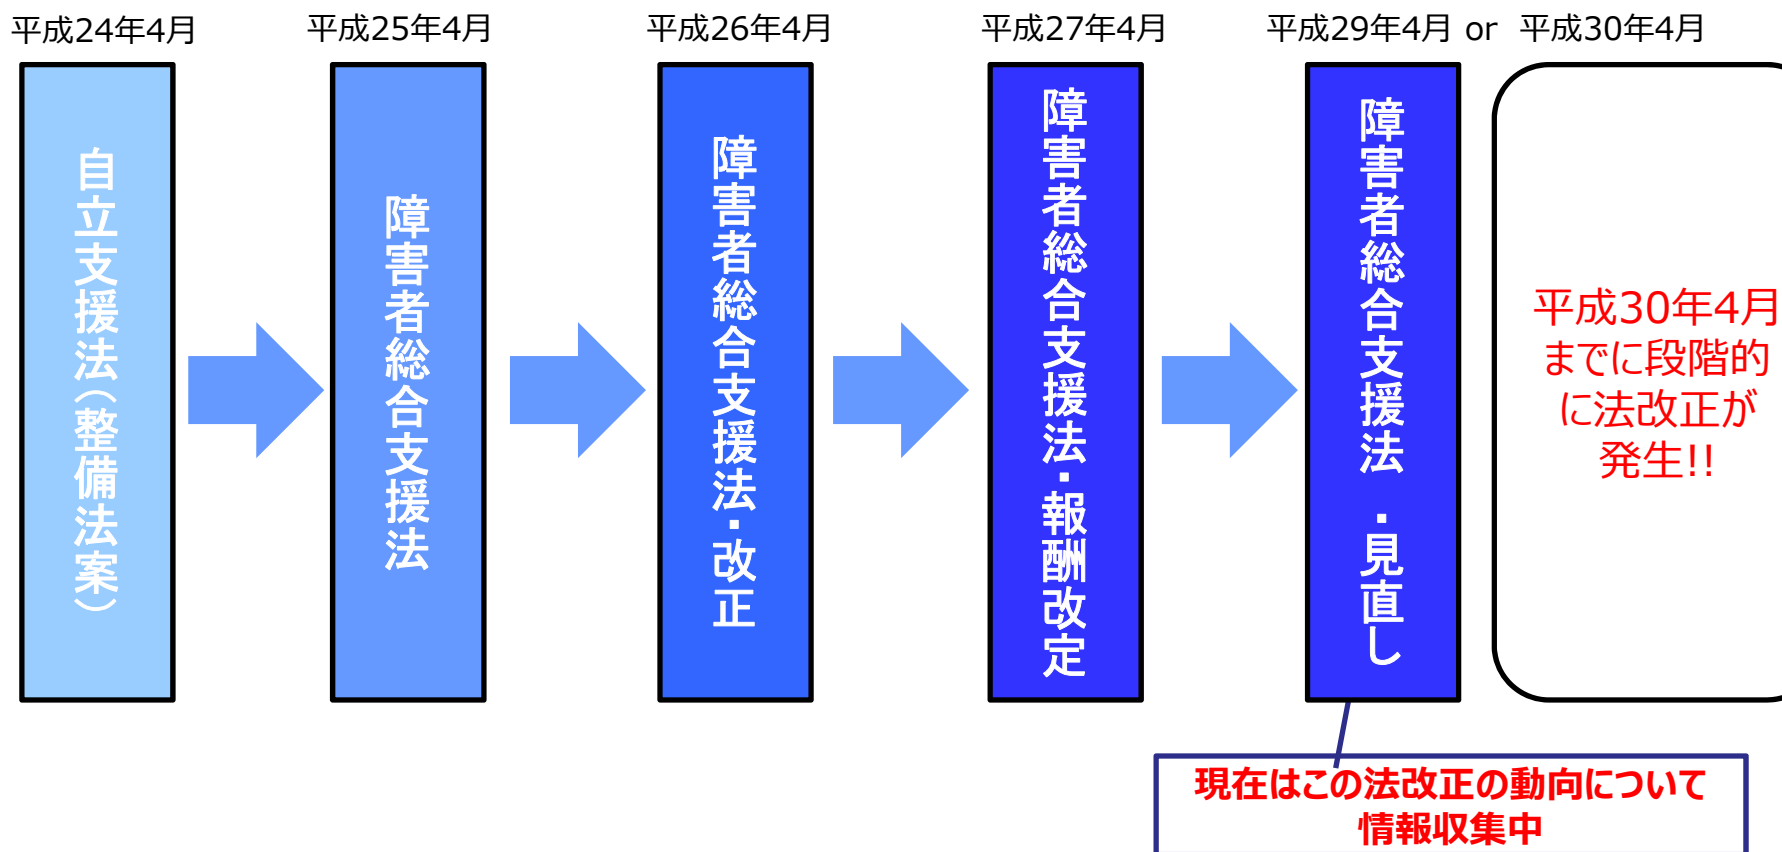 平成24年4月
平成25年4月
平成26年4月
平成27年4月
平成29年4月 or 平成30年4月
自立支援法(整備法案)
障害者総合支援法
障害者総合支援法・改正
障害者総合支援法・報酬改定
障害者総合支援法 ・見直し
平成30年4月
までに段階的
に法改正が
発生!!
現在はこの法改正の動向について
情報収集中